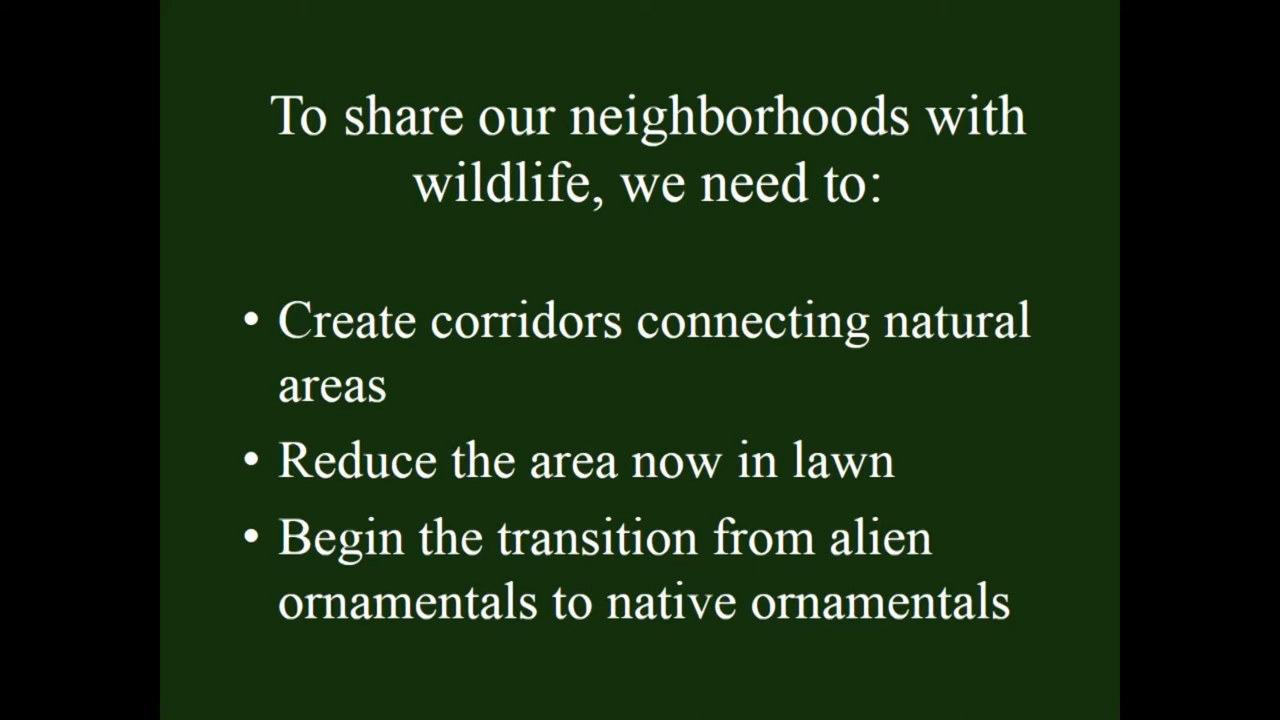 To share our neighborhoods with
wildlife, we need to:
• Create corridors connecting natural
areas
• Reduce the area now in lawn
• Begin the transition from alien
ornamentals to native ornamentals